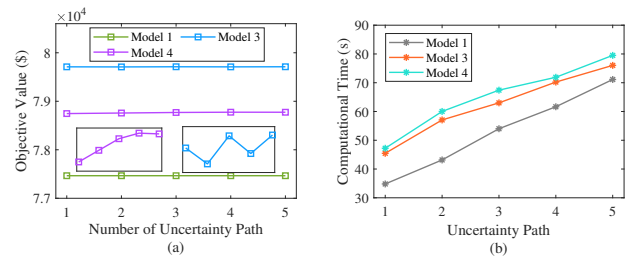 ×10⁴
Model 1
Model 3
Model 4
8
7.9
7.8
7.7
Objective Value ($)
1 2 3 4 5
Number of Uncertainty Path
(a)
Model 1
Model 3
Model 4
90
80
70
60
50
40
30
Computational Time (s)
1 2 3 4 5
Uncertainty Path
(b)